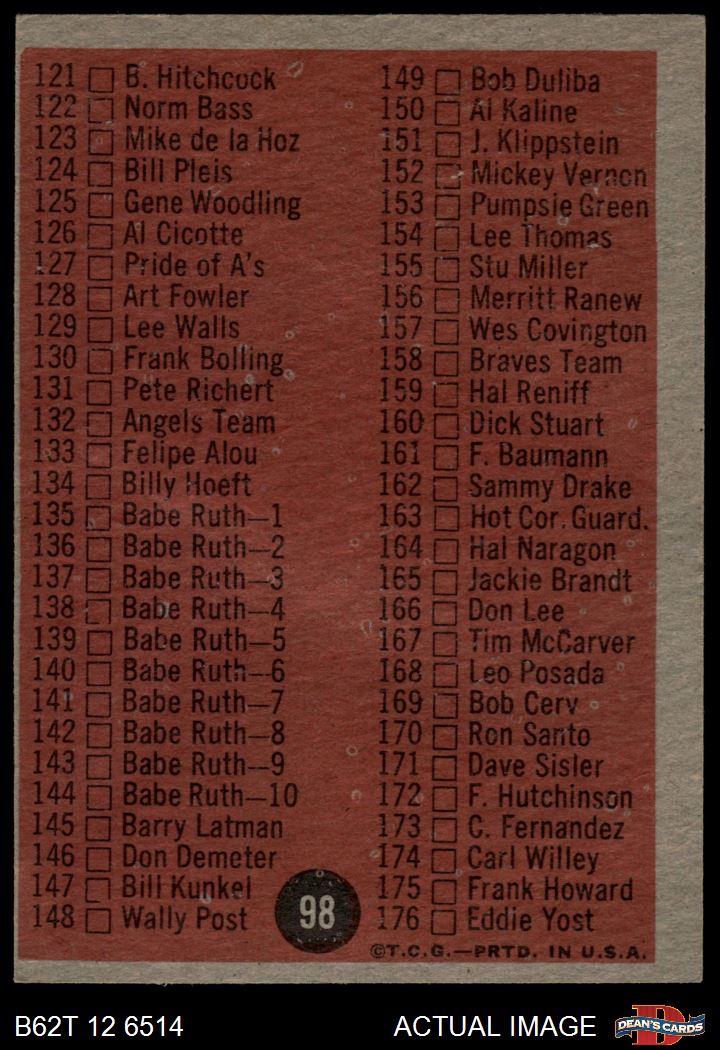 121 B. Hitchcock
122 Norm Bass
123 Mike de la Hoz
124 Bill Pleis
125 Gene Woodling
126 Al Cicotte
127 Pride of A's
128 Art Fowler
129 Lee Walls
130 Frank Bolling
131 Pete Richert
132 Angels Team
133 Felipe Alou
134 Billy Hoeft
135 Babe Ruth—1
136 Babe Ruth—2
137 Babe Ruth—3
138 Babe Ruth—4
139 Babe Ruth—5
140 Babe Ruth—6
141 Babe Ruth—7
142 Babe Ruth—8
143 Babe Ruth—9
144 Babe Ruth—10
145 Barry Latman
146 Don Demeter
147 Bill Kunkel
148 Wally Post
98
149 Bob Duliba
150 Al Kaline
151 J. Klippstein
152 Mickey Vernon
153 Pumpsie Green
154 Lee Thomas
155 Stu Miller
156 Merritt Ranew
157 Wes Covington
158 Braves Team
159 Hal Reniff
160 Dick Stuart
161 F. Baumann
162 Sammy Drake
163 Hot Cor. Guard.
164 Hal Naragon
165 Jackie Brandt
166 Don Lee
167 Tim McCarver
168 Leo Posada
169 Bob Cerv
170 Ron Santo
171 Dave Sisler
172 F. Hutchinson
173 C. Fernandez
174 Carl Willey
175 Frank Howard
176 Eddie Yost
©T.C.G.—PRTD. IN U.S.A.
B62T 12 6514
ACTUAL IMAGE
DEAN'S CARDS